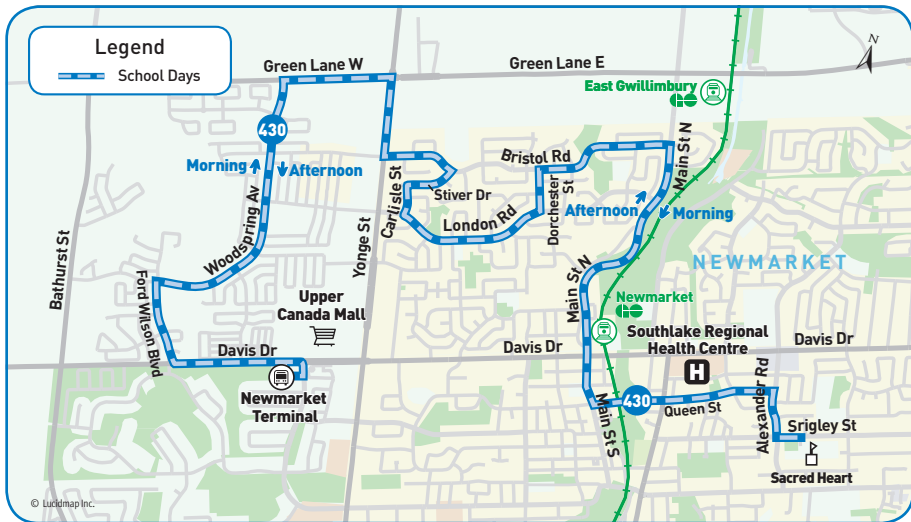 Legend
School Days
N
Green Lane W
Green Lane E
East Gwillimbury
430
Morning
Afternoon
Woodspring Av
Bathurst St
Ford Wilson Blvd
Yonge St
Carlisle St
Stiver Dr
London Rd
Dorchester
St
Bristol Rd
Main St N
Afternoon
Morning
NEWMARKET
Main St N
Newmarket
Upper
Canada Mall
Southlake Regional
Health Centre
H
Davis Dr
Davis Dr
Davis Dr
Newmarket
Terminal
Main St S
430
Queen St
Alexander Rd
Srigley St
Sacred Heart
© Lucidmap Inc.